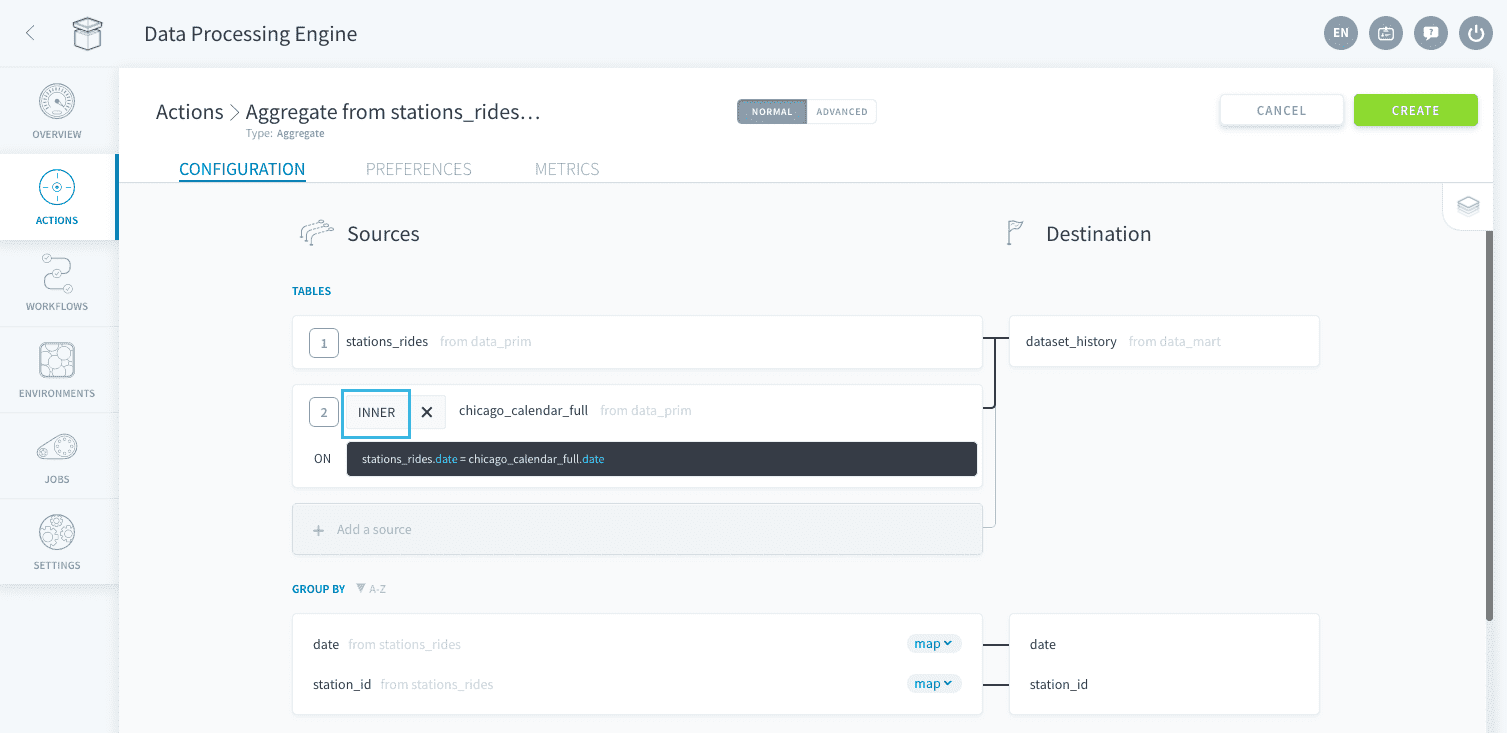 Data Processing Engine
EN
OVERVIEW
ACTIONS
WORKFLOWS
ENVIRONMENTS
JOBS
SETTINGS
Actions > Aggregate from stations_rides…
Type: Aggregate
NORMAL ADVANCED
CANCEL CREATE
CONFIGURATION PREFERENCES METRICS
Sources Destination
TABLES
1 stations_rides from data_prim dataset_history from data_mart
2 INNER × chicago_calendar_full from data_prim
ON stations_rides.date = chicago_calendar_full.date
+ Add a source
GROUP BY A-Z
date from stations_rides map date
station_id from stations_rides map station_id